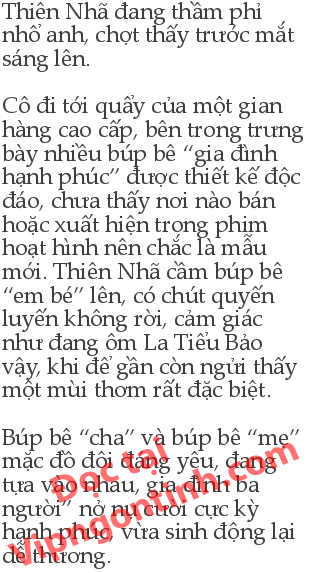 Thiên Nhã đang thầm phỉ
nhổ anh, chợt thấy trước mắt
sáng lên.
Cô đi tới quẩy của một gian
hàng cao cấp, bên trong trưng
bày nhiều búp bê “gia đình
hạnh phúc” được thiết kế độc
đáo, chưa thấy nơi nào bán
hoặc xuất hiện trong phim
hoạt hình nên chắc là mẫu
mới. Thiên Nhã cầm búp bê
“em bé” lên, có chút quyến
luyến không rời, cảm giác
như đang ôm La Tiểu Bảo
vậy, khi để gần còn ngửi thấy
một mùi thơm rất đặc biệt.
Búp bê “cha” và búp bê “mẹ”
mặc đồ đôi đáng yêu, đang
tựa vào nhau, gia đình ba
người” nở nụ cười cực kỳ
hạnh phúc, vừa sinh động lại
dễ thương.
Đọc tại
Vipngontinh.com